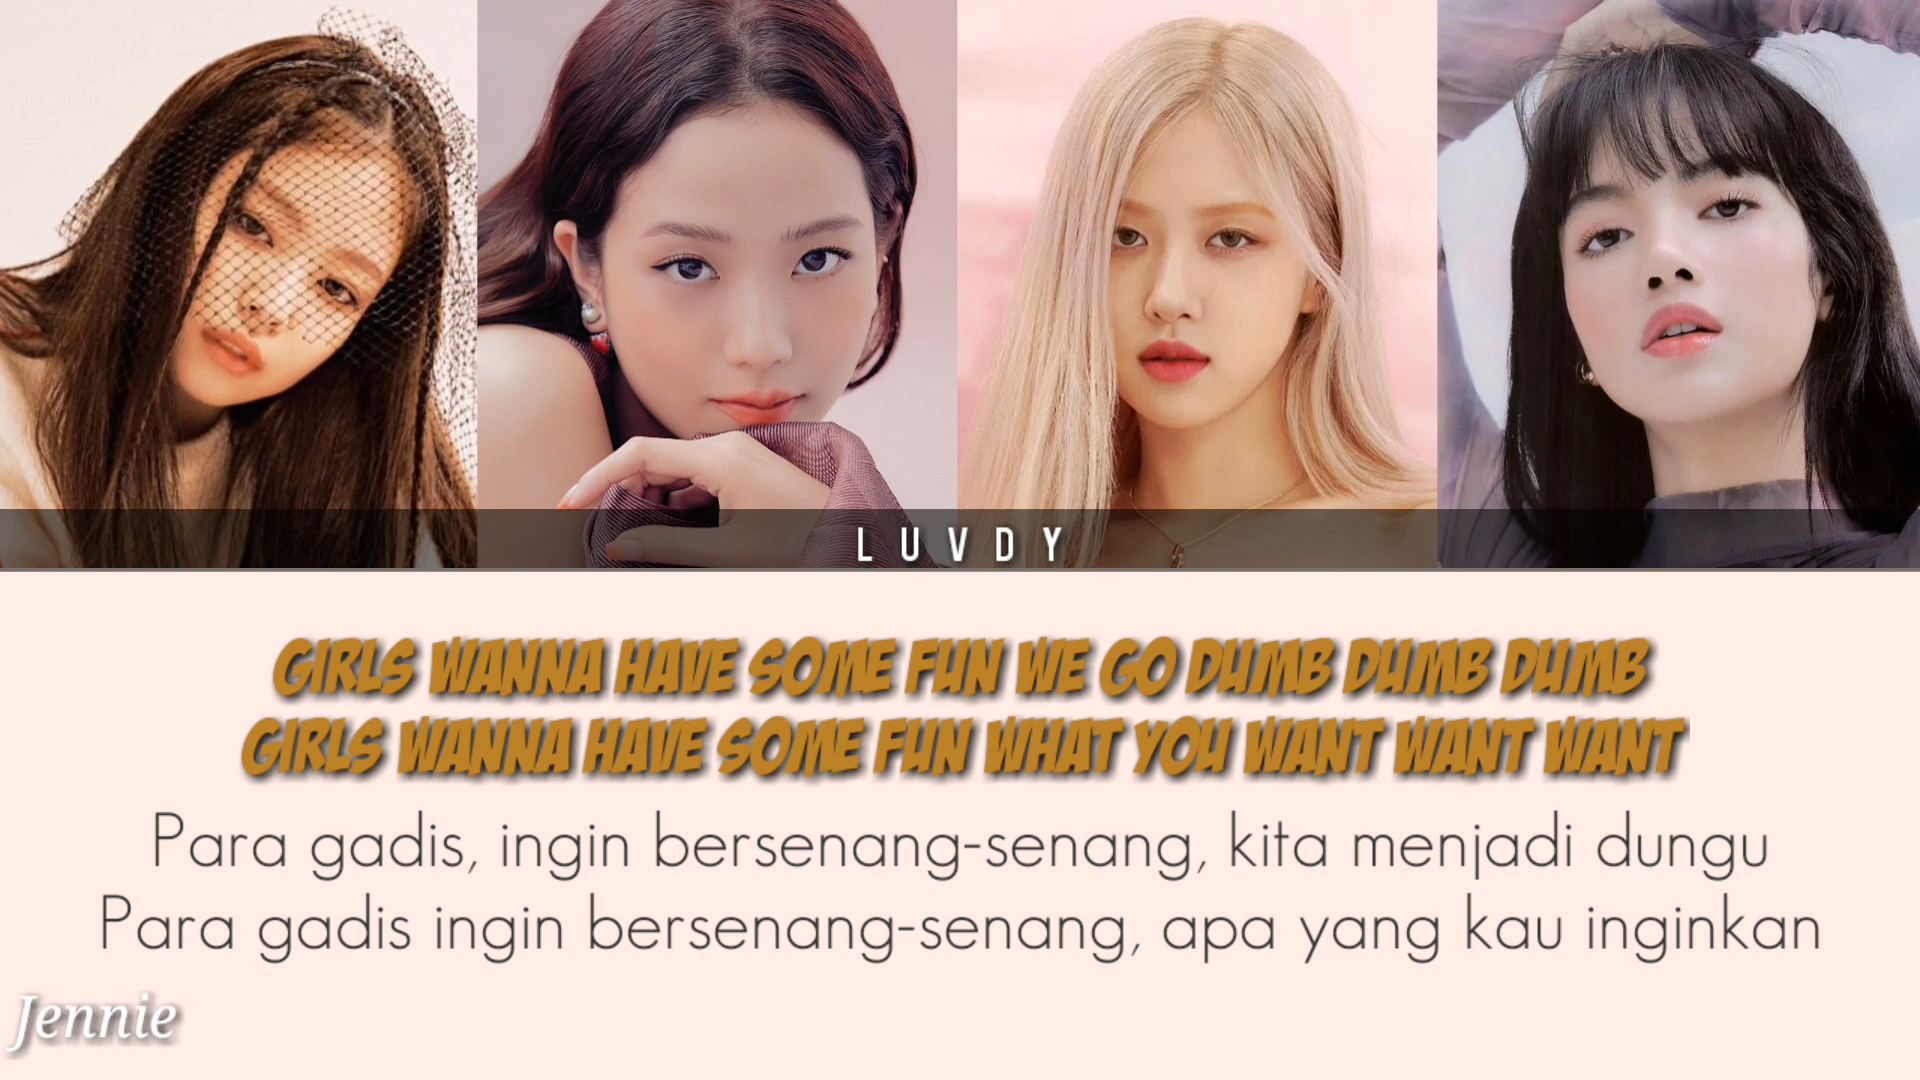 LUVDY
GIRLS WANNA HAVE SOME FUN WE GO DUMB DUMB DUMB
GIRLS WANNA HAVE SOME FUN WHAT YOU WANT WANT WANT
Para gadis, ingin bersenang-senang, kita menjadi dungu
Para gadis ingin bersenang-senang, apa yang kau inginkan
Jennie